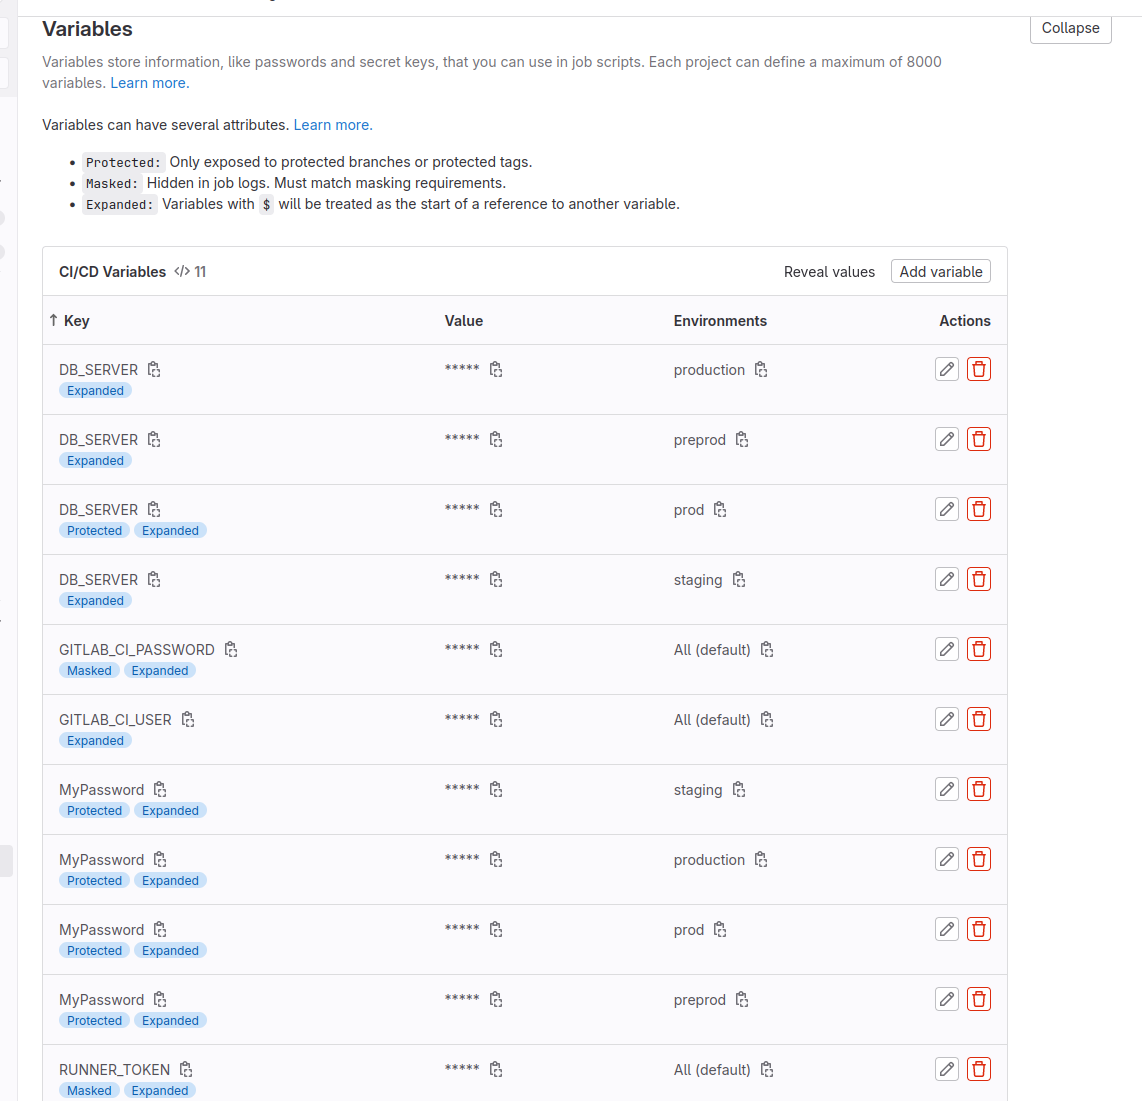 Variables
Collapse
Variables store information, like passwords and secret keys, that you can use in job scripts. Each project can define a maximum of 8000
variables. Learn more.
Variables can have several attributes. Learn more.
• Protected: Only exposed to protected branches or protected tags.
• Masked: Hidden in job logs. Must match masking requirements.
• Expanded: Variables with $ will be treated as the start of a reference to another variable.
CI/CD Variables </> 11 Reveal values Add variable
↑ Key Value Environments Actions
DB_SERVER ***** production
Expanded
DB_SERVER ***** preprod
Expanded
DB_SERVER ***** prod
Protected Expanded
DB_SERVER ***** staging
Expanded
GITLAB_CI_PASSWORD ***** All (default)
Masked Expanded
GITLAB_CI_USER ***** All (default)
Expanded
MyPassword ***** staging
Protected Expanded
MyPassword ***** production
Protected Expanded
MyPassword ***** prod
Protected Expanded
MyPassword ***** preprod
Protected Expanded
RUNNER_TOKEN ***** All (default)
Masked Expanded